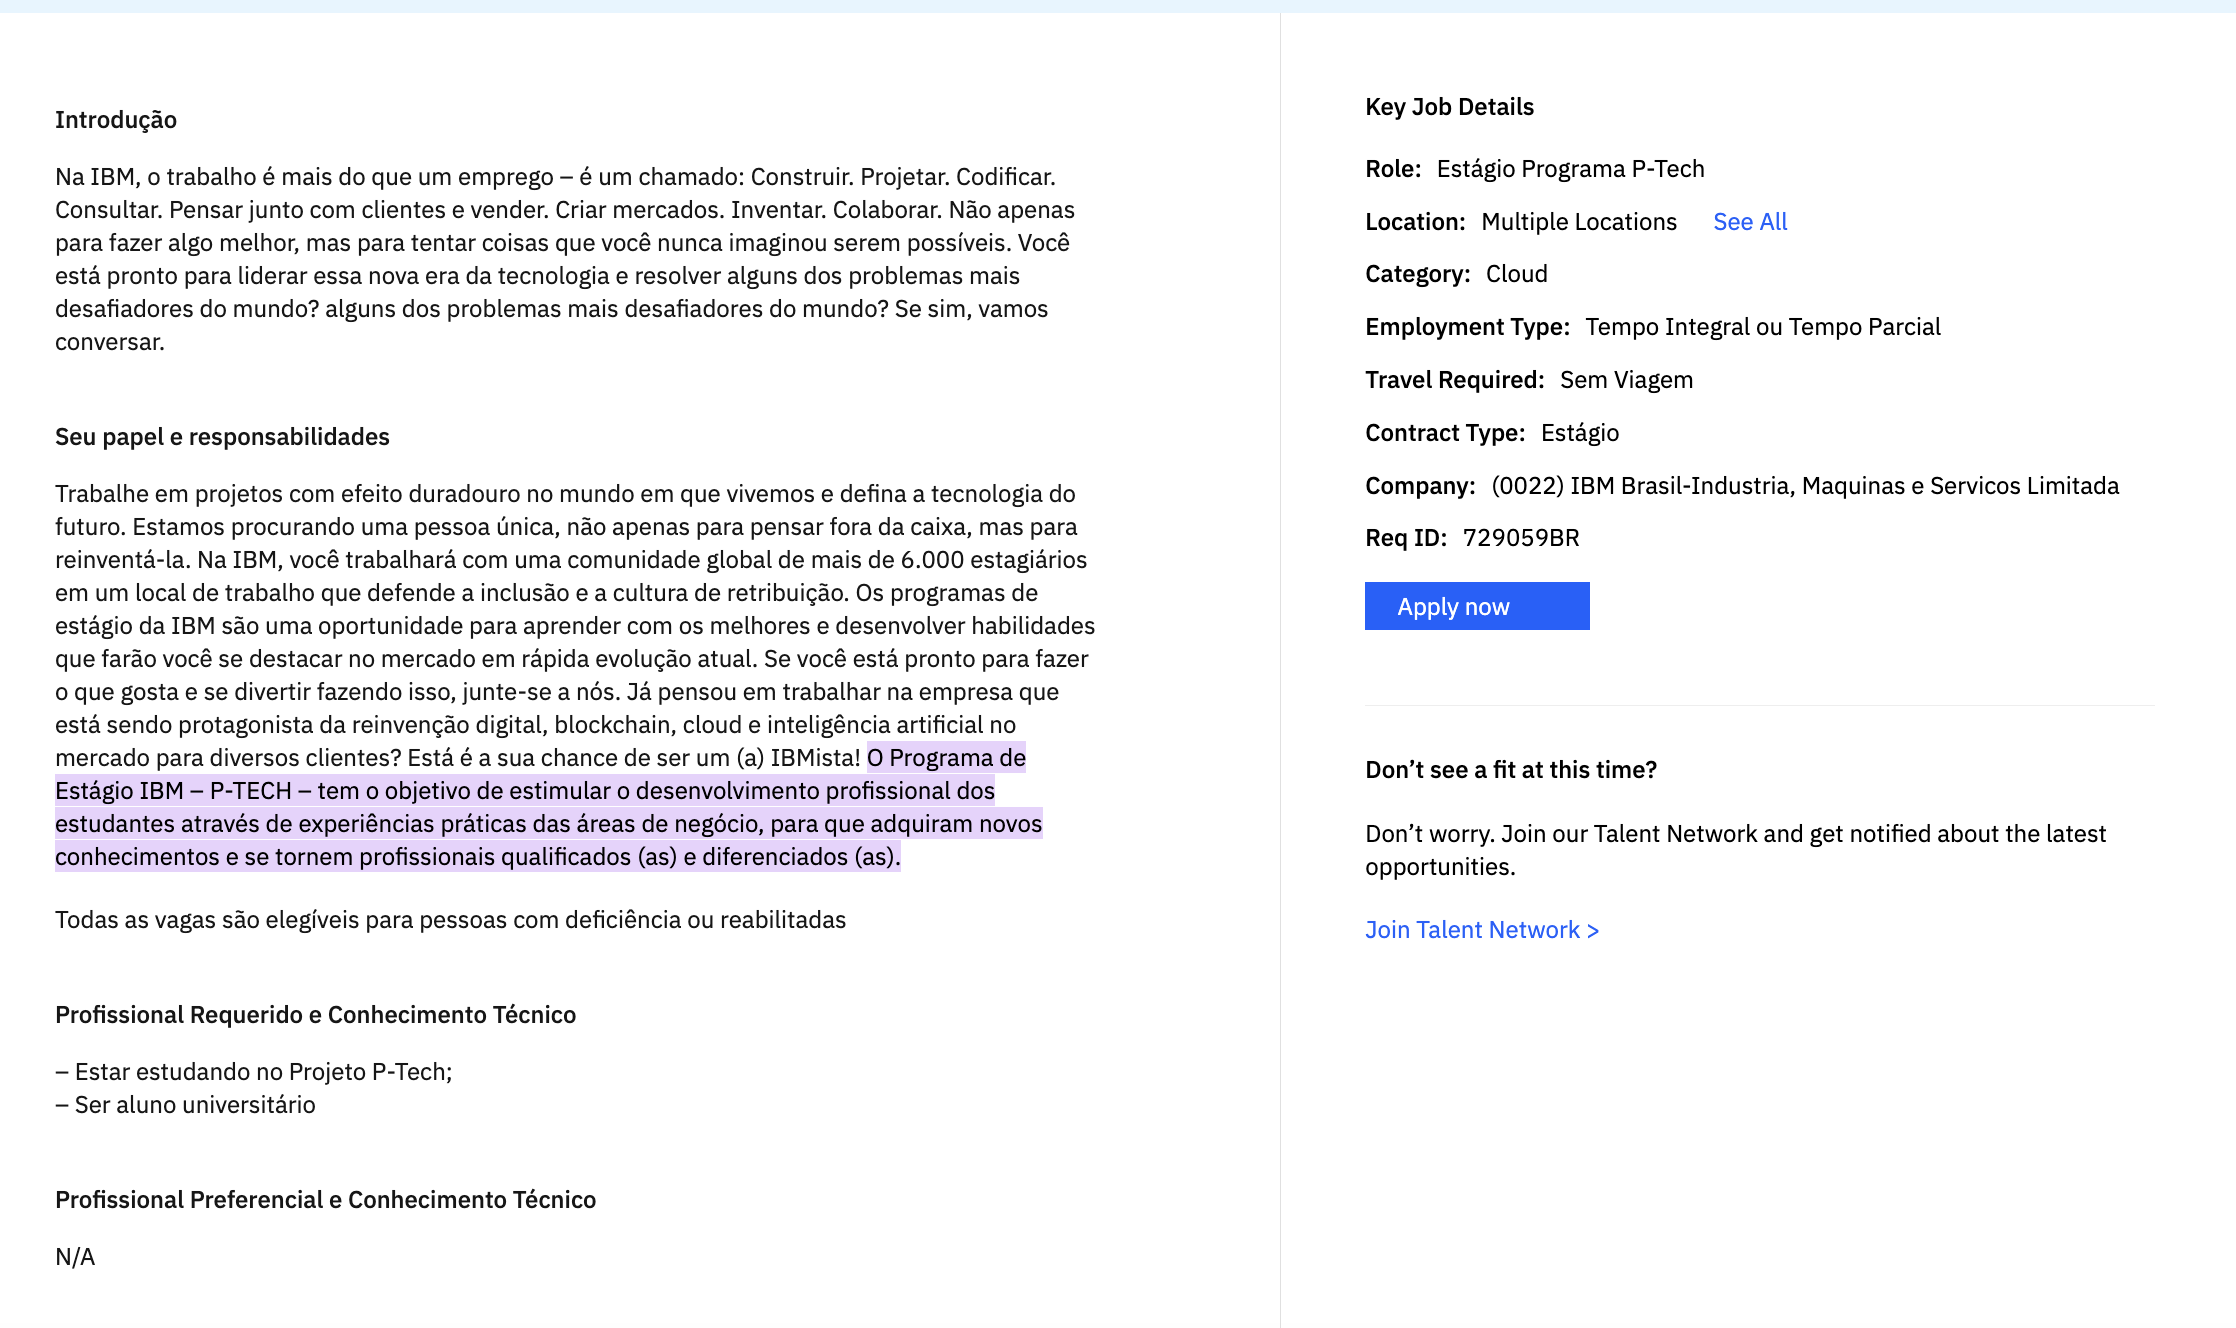 Introdução
Na IBM, o trabalho é mais do que um emprego – é um chamado: Construir. Projetar. Codificar.
Consultar. Pensar junto com clientes e vender. Criar mercados. Inventar. Colaborar. Não apenas
para fazer algo melhor, mas para tentar coisas que você nunca imaginou serem possíveis. Você
está pronto para liderar essa nova era da tecnologia e resolver alguns dos problemas mais
desafiadores do mundo? alguns dos problemas mais desafiadores do mundo? Se sim, vamos
conversar.
Seu papel e responsabilidades
Trabalhe em projetos com efeito duradouro no mundo em que vivemos e defina a tecnologia do
futuro. Estamos procurando uma pessoa única, não apenas para pensar fora da caixa, mas para
reinventá-la. Na IBM, você trabalhará com uma comunidade global de mais de 6.000 estagiários
em um local de trabalho que defende a inclusão e a cultura de retribuição. Os programas de
estágio da IBM são uma oportunidade para aprender com os melhores e desenvolver habilidades
que farão você se destacar no mercado em rápida evolução atual. Se você está pronto para fazer
o que gosta e se divertir fazendo isso, junte-se a nós. Já pensou em trabalhar na empresa que
está sendo protagonista da reinvenção digital, blockchain, cloud e inteligência artificial no
mercado para diversos clientes? Está é a sua chance de ser um (a) IBMista! O Programa de
Estágio IBM – P-TECH – tem o objetivo de estimular o desenvolvimento profissional dos
estudantes através de experiências práticas das áreas de negócio, para que adquiram novos
conhecimentos e se tornem profissionais qualificados (as) e diferenciados (as).
Todas as vagas são elegíveis para pessoas com deficiência ou reabilitadas
Profissional Requerido e Conhecimento Técnico
– Estar estudando no Projeto P-Tech;
– Ser aluno universitário
Profissional Preferencial e Conhecimento Técnico
N/A
Key Job Details
Role: Estágio Programa P-Tech
Location: Multiple Locations See All
Category: Cloud
Employment Type: Tempo Integral ou Tempo Parcial
Travel Required: Sem Viagem
Contract Type: Estágio
Company: (0022) IBM Brasil-Industria, Maquinas e Servicos Limitada
Req ID: 729059BR
Apply now
Don’t see a fit at this time?
Don’t worry. Join our Talent Network and get notified about the latest
opportunities.
Join Talent Network >